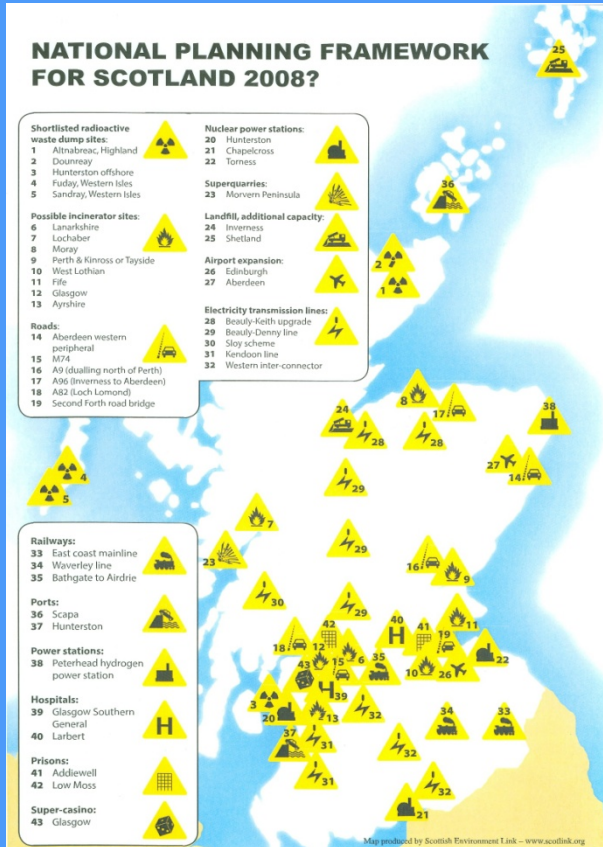 NATIONAL PLANNING FRAMEWORK
FOR SCOTLAND 2008?
Shortlisted radioactive
waste dump sites:
1 Altnabreac, Highland
2 Dounreay
3 Hunterston offshore
4 Fuday, Western Isles
5 Sandray, Western Isles
Possible incinerator sites:
6 Lanarkshire
7 Lochaber
8 Moray
9 Perth & Kinross or Tayside
10 West Lothian
11 Fife
12 Glasgow
13 Ayrshire
Roads:
14 Aberdeen western
peripheral
15 M74
16 A9 (dualling north of Perth)
17 A96 (Inverness to Aberdeen)
18 A82 (Loch Lomond)
19 Second Forth road bridge
Nuclear power stations:
20 Hunterston
21 Chapelcross
22 Torness
Superquarries:
23 Morvern Peninsula
Landfill, additional capacity:
24 Inverness
25 Shetland
Airport expansion:
26 Edinburgh
27 Aberdeen
Electricity transmission lines:
28 Beauly-Keith upgrade
29 Beauly-Denny line
30 Sloy scheme
31 Kendoon line
32 Western inter-connector
Railways:
33 East coast mainline
34 Waverley line
35 Bathgate to Airdrie
Ports:
36 Scapa
37 Hunterston
Power stations:
38 Peterhead hydrogen
power station
Hospitals:
39 Glasgow Southern
General
40 Larbert
Prisons:
41 Addiewell
42 Low Moss
Super-casino:
43 Glasgow
H
25
36
2
1
8
17
38
24
28
28
27
14
4
5
29
7
29
23
16
9
30
29
42
40
H
41
11
18
12
19
22
43
15
6
35
10
26
3
H
39
20
13
32
34
33
37
31
32
31
32
21
Map produced by Scottish Environment Link – www.scotlink.org